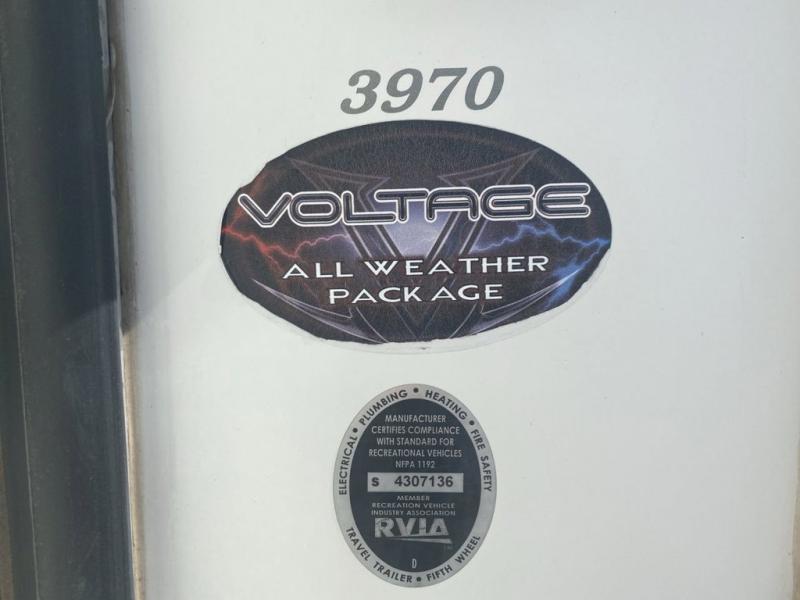 3970
VOLTAGE
ALL WEATHER
PACKAGE
ELECTRICAL • PLUMBING • HEATING • FIRE SAFETY
MANUFACTURER
CERTIFIES COMPLIANCE
WITH STANDARD FOR
RECREATIONAL VEHICLES
NFPA 1192
S 4307136
MEMBER
RECREATION VEHICLE
INDUSTRY ASSOCIATION
RVIA
D
TRAVEL TRAILER • FIFTH WHEEL